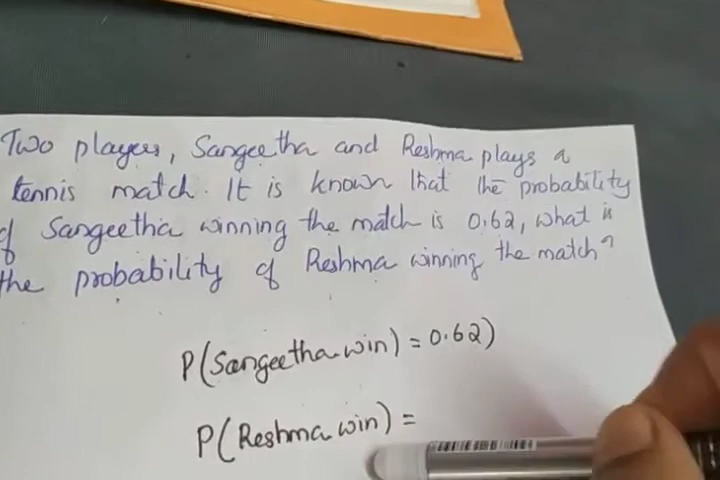 Two players, Sangeetha and Reshma plays a
tennis match. It is known that the probability
of Sangeetha winning the match is 0.62, what is
the probability of Reshma winning the match?
P(Sangeetha win) = 0.62)
P(Reshma win) =